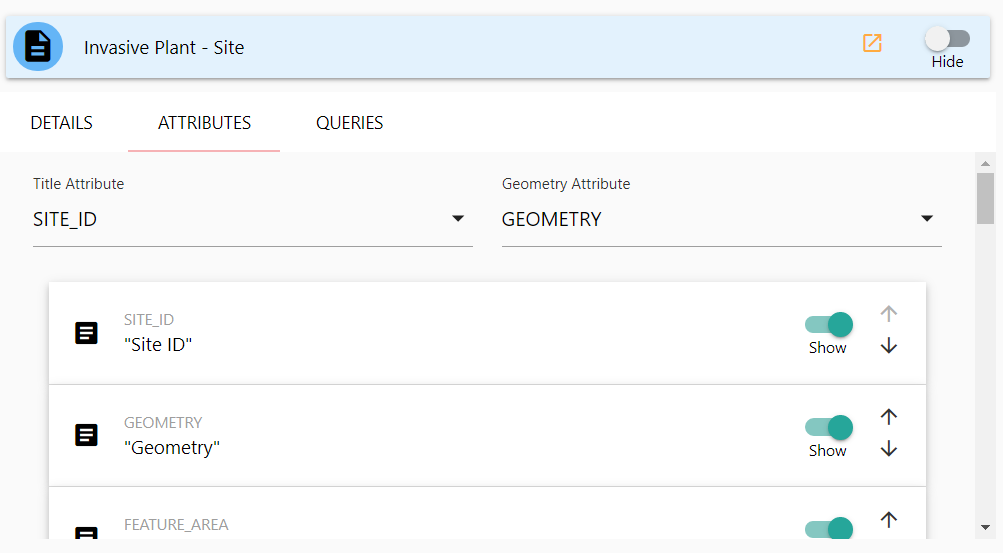 Invasive Plant - Site
Hide
DETAILS ATTRIBUTES QUERIES
Title Attribute Geometry Attribute
SITE_ID GEOMETRY
SITE_ID
"Site ID"
Show
GEOMETRY
"Geometry"
Show
FEATURE_AREA